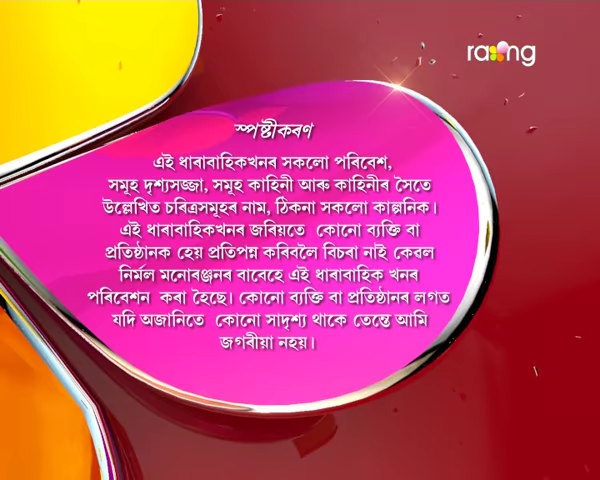 rang
স্পষ্টীকৰণ
এই ধাৰাবাহিকখনৰ সকলো পৰিবেশ,
সমূহ দৃশ্যসজ্জা, সমূহ কাহিনী আৰু কাহিনীৰ সৈতে
উল্লেখিত চৰিত্ৰসমূহৰ নাম, ঠিকনা সকলো কাল্পনিক।
এই ধাৰাবাহিকখনৰ জৰিয়তে কোনো ব্যক্তি বা
প্ৰতিষ্ঠানক হেয় প্ৰতিপন্ন কৰিবলৈ বিচৰা নাই কেৱল
নিৰ্মল মনোৰঞ্জনৰ বাবেহে এই ধাৰাবাহিক খনৰ
পৰিবেশন কৰা হৈছে। কোনো ব্যক্তি বা প্ৰতিষ্ঠানৰ লগত
যদি অজানিতে কোনো সাদৃশ্য থাকে তেন্তে আমি
জগৰীয়া নহয়।